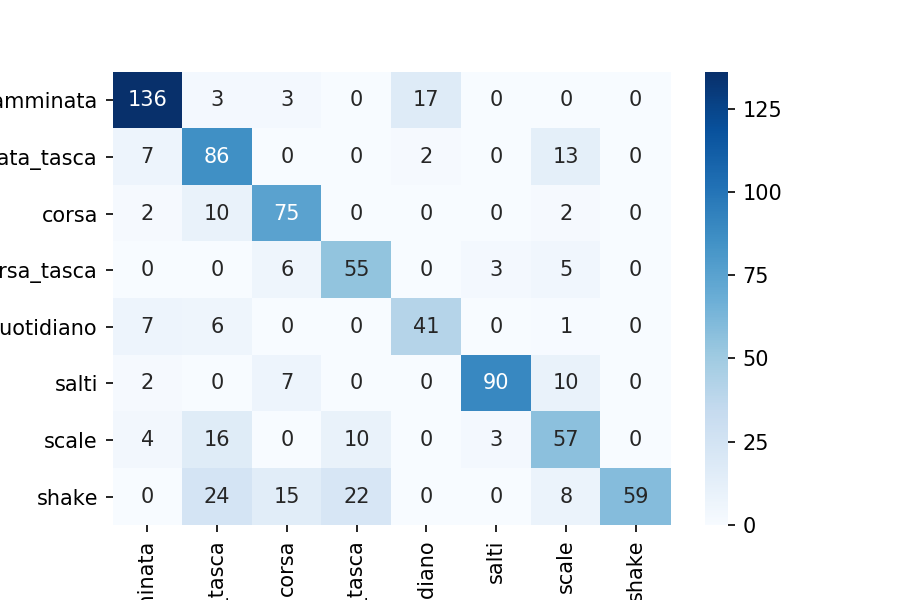 amminata 136 3 3 0 17 0 0 0
ata_tasca 7 86 0 0 2 0 13 0
corsa 2 10 75 0 0 0 2 0
rsa_tasca 0 0 6 55 0 3 5 0
uotidiano 7 6 0 0 41 0 1 0
salti 2 0 7 0 0 90 10 0
scale 4 16 0 10 0 3 57 0
shake 0 24 15 22 0 0 8 59
minata _tasca corsa _tasca diano salti scale shake
125
100
75
50
25
0